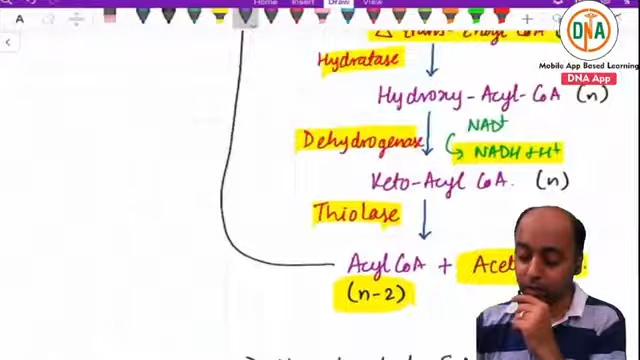 Home Insert Draw View
DNA
Mobile App Based Learning
DNA App
Hydratase
Hydroxy-Acyl-CoA (n)
NAD+
Dehydrogenase
NADH + H+
Keto-Acyl CoA. (n)
Thiolase
Acyl CoA +
(n-2)